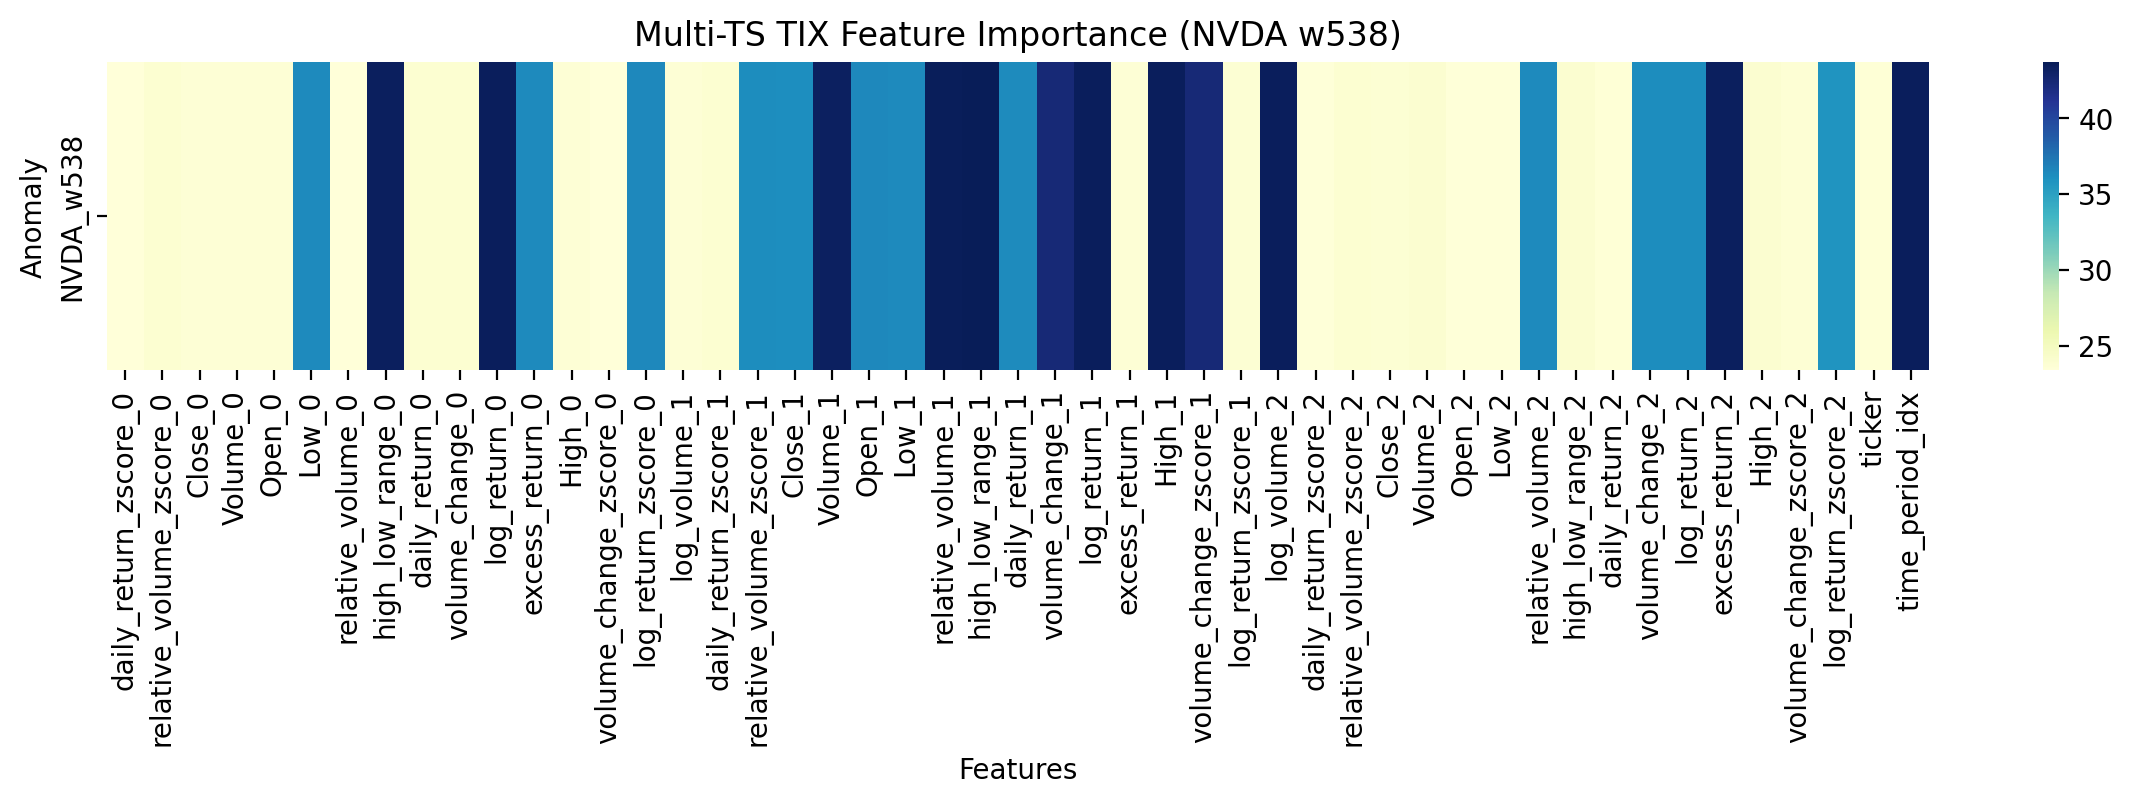 Multi-TS TIX Feature Importance (NVDA w538)
Anomaly
NVDA_w538
40
35
30
25
daily_return_zscore_0
relative_volume_zscore_0
Close_0
Volume_0
Open_0
Low_0
relative_volume_0
high_low_range_0
daily_return_0
volume_change_0
log_return_0
excess_return_0
High_0
volume_change_zscore_0
log_return_zscore_0
log_volume_1
daily_return_zscore_1
relative_volume_zscore_1
Close_1
Volume_1
Open_1
Low_1
relative_volume_1
high_low_range_1
daily_return_1
volume_change_1
log_return_1
excess_return_1
High_1
volume_change_zscore_1
log_return_zscore_1
log_volume_2
daily_return_zscore_2
relative_volume_zscore_2
Close_2
Volume_2
Open_2
Low_2
relative_volume_2
high_low_range_2
daily_return_2
volume_change_2
log_return_2
excess_return_2
High_2
volume_change_zscore_2
log_return_zscore_2
ticker
time_period_idx
Features